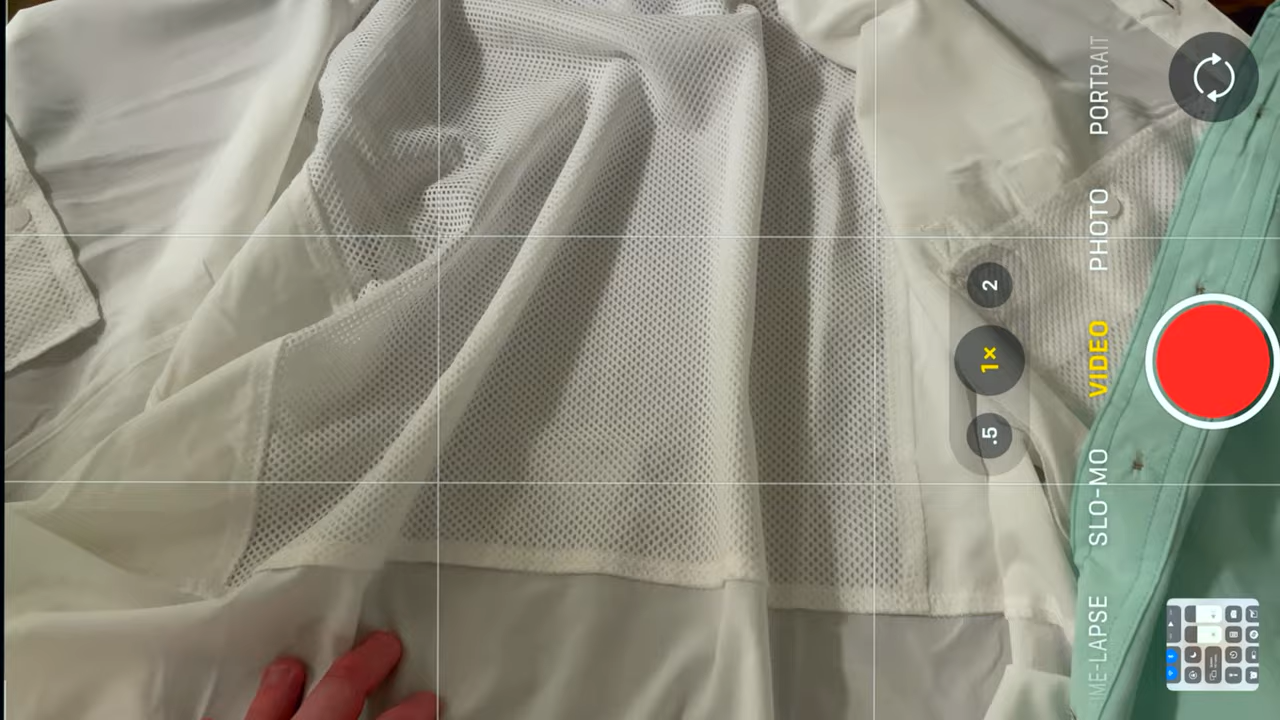 PORTRAIT
PHOTO
VIDEO
SLO-MO
ME-LAPSE
2
1×
.5